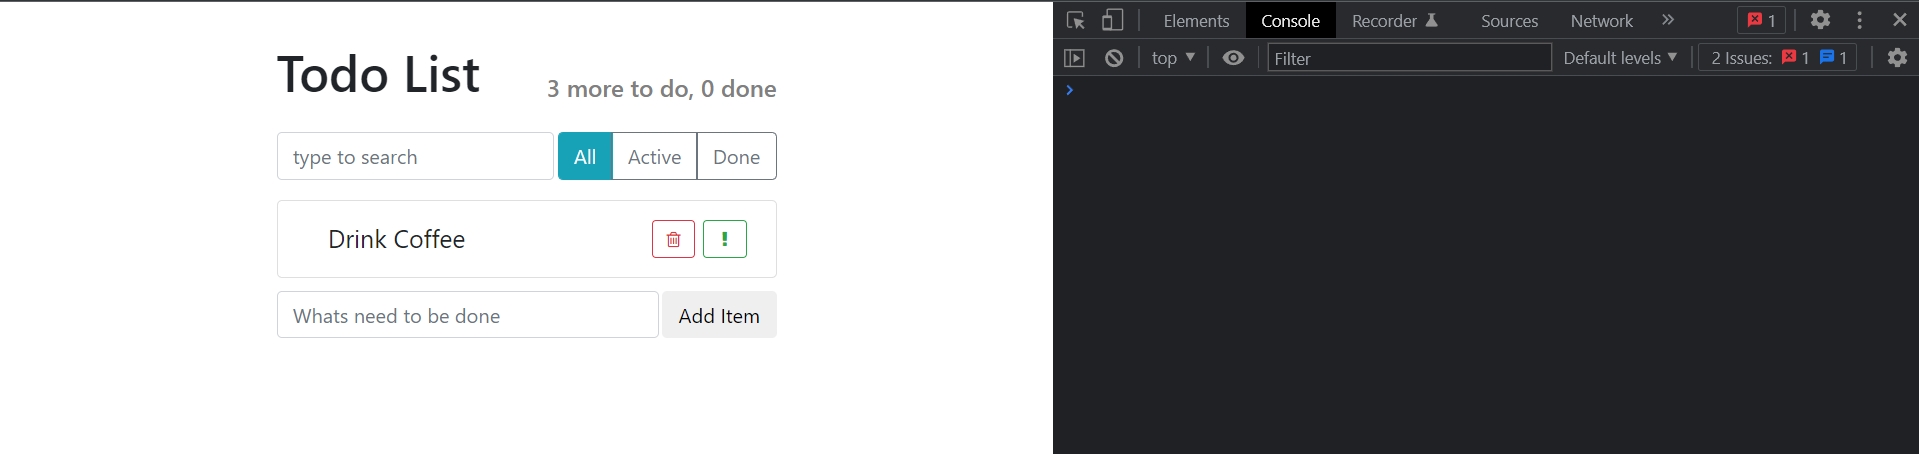 Todo List
3 more to do, 0 done
type to search
All
Active
Done
Drink Coffee
!
Whats need to be done
Add Item
Elements
Console
Recorder
Sources
Network
»
1
top
Filter
Default levels
2 Issues: 1 1
›